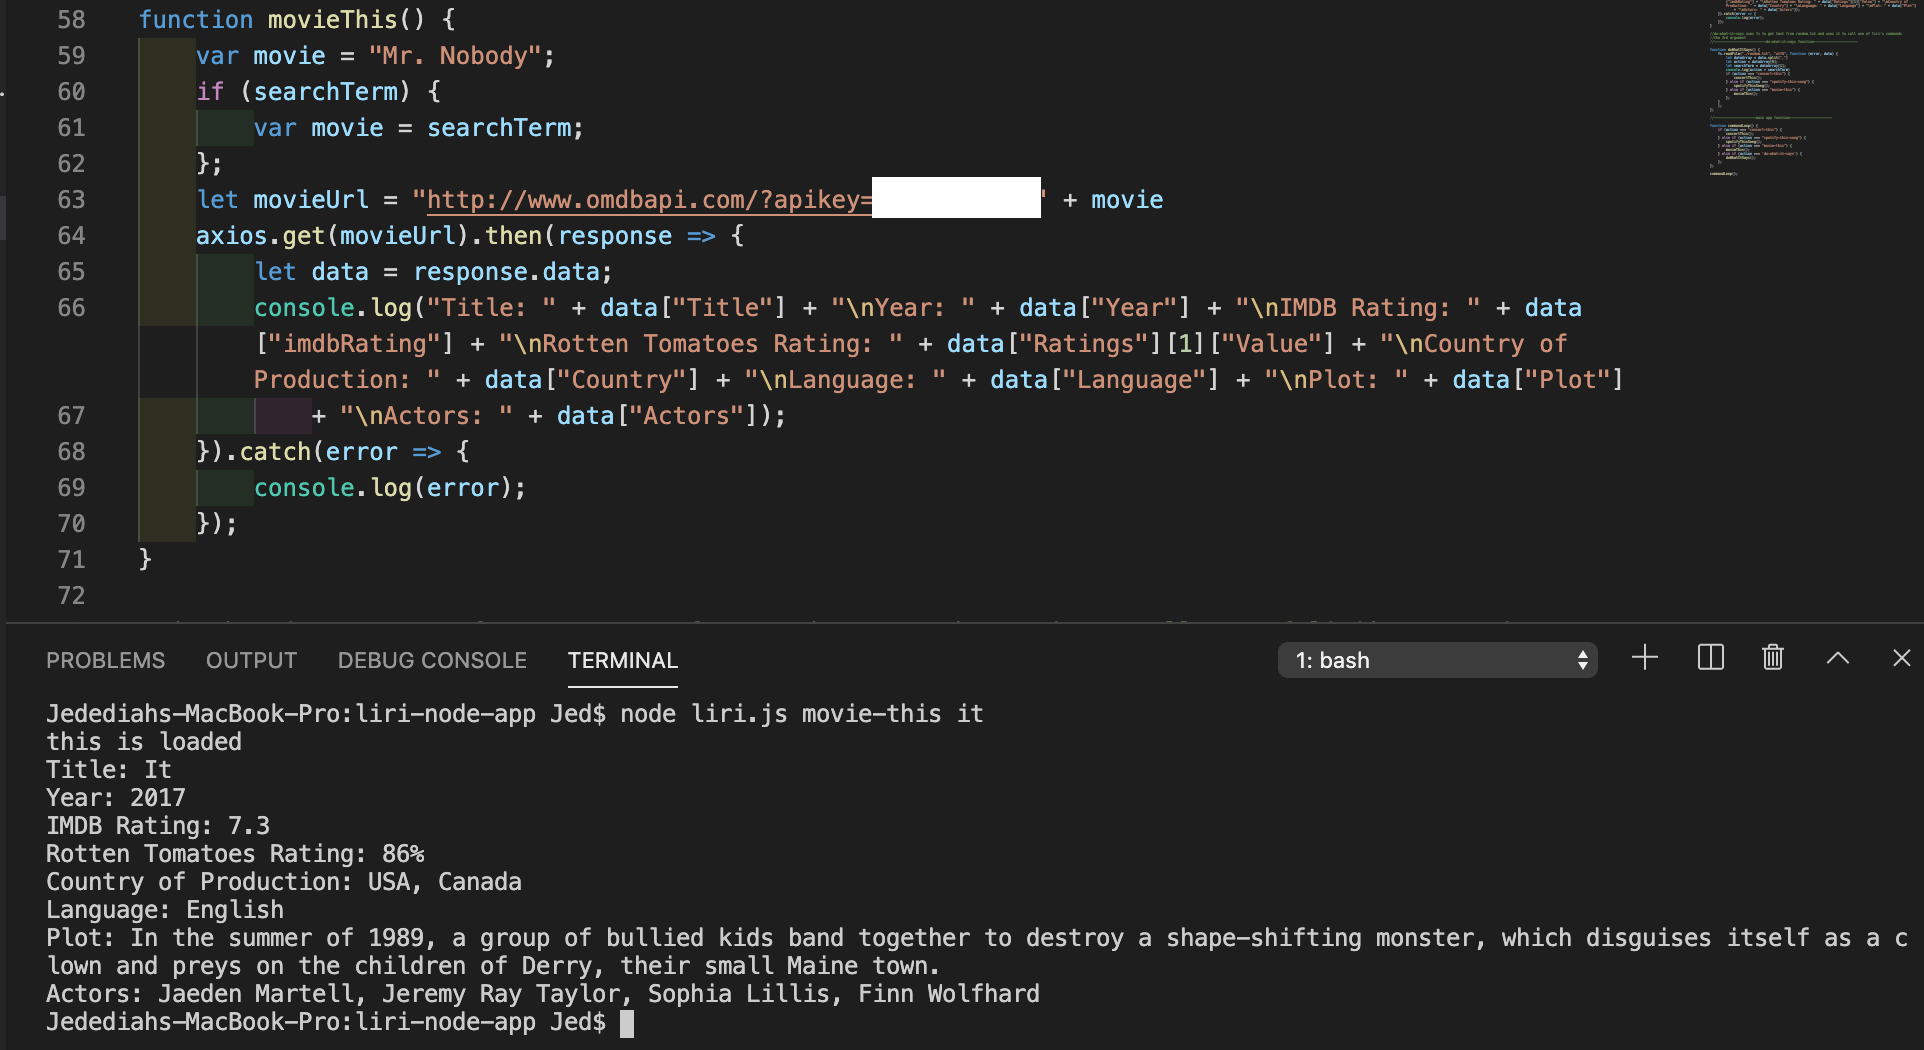 58 function movieThis() {
59 var movie = "Mr. Nobody";
60 if (searchTerm) {
61 var movie = searchTerm;
62 };
63 let movieUrl = "http://www.omdbapi.com/?apikey= " + movie
64 axios.get(movieUrl).then(response => {
65 let data = response.data;
66 console.log("Title: " + data["Title"] + "\nYear: " + data["Year"] + "\nIMDB Rating: " + data
["imdbRating"] + "\nRotten Tomatoes Rating: " + data["Ratings"][1]["Value"] + "\nCountry of
Production: " + data["Country"] + "\nLanguage: " + data["Language"] + "\nPlot: " + data["Plot"]
67 + "\nActors: " + data["Actors"]);
68 }).catch(error => {
69 console.log(error);
70 });
71 }
72
PROBLEMS OUTPUT DEBUG CONSOLE TERMINAL 1: bash
Jedediahs-MacBook-Pro:liri-node-app Jed$ node liri.js movie-this it
this is loaded
Title: It
Year: 2017
IMDB Rating: 7.3
Rotten Tomatoes Rating: 86%
Country of Production: USA, Canada
Language: English
Plot: In the summer of 1989, a group of bullied kids band together to destroy a shape-shifting monster, which disguises itself as a c
lown and preys on the children of Derry, their small Maine town.
Actors: Jaeden Martell, Jeremy Ray Taylor, Sophia Lillis, Finn Wolfhard
Jedediahs-MacBook-Pro:liri-node-app Jed$